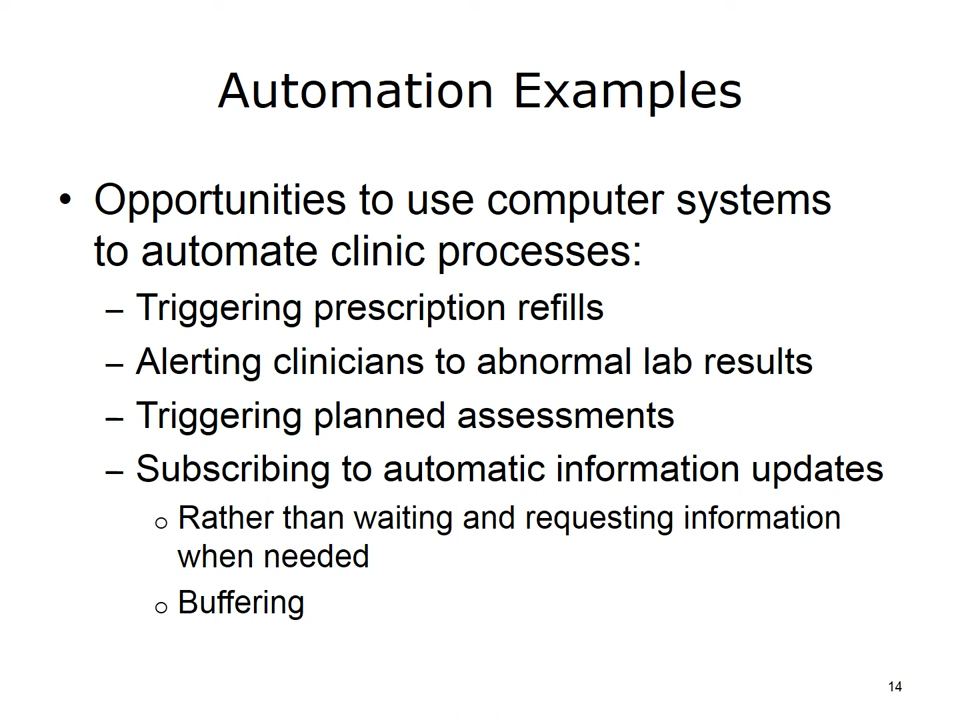 Automation Examples
• Opportunities to use computer systems
to automate clinic processes:
– Triggering prescription refills
– Alerting clinicians to abnormal lab results
– Triggering planned assessments
– Subscribing to automatic information updates
o Rather than waiting and requesting information
when needed
o Buffering
14